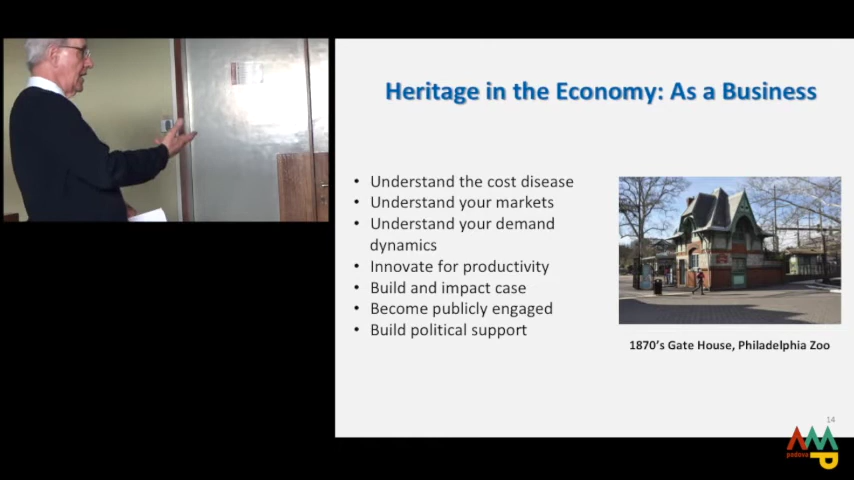 Heritage in the Economy: As a Business
• Understand the cost disease
• Understand your markets
• Understand your demand
dynamics
• Innovate for productivity
• Build and impact case
• Become publicly engaged
• Build political support
1870's Gate House, Philadelphia Zoo
14
padova